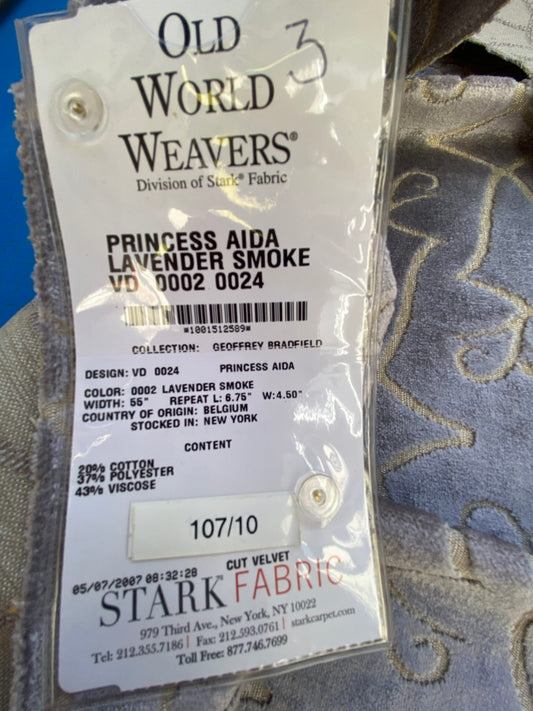 OLD
3
WORLD
WEAVERS®
Division of Stark® Fabric
PRINCESS AIDA
LAVENDER SMOKE
VD 0002 0024
*1001512589*
COLLECTION: GEOFFREY BRADFIELD
DESIGN: VD 0024 PRINCESS AIDA
COLOR: 0002 LAVENDER SMOKE
WIDTH: 55" REPEAT L: 6.75" W:4.50"
COUNTRY OF ORIGIN: BELGIUM
STOCKED IN: NEW YORK
CONTENT
20% COTTON
37% POLYESTER
43% VISCOSE
107/10
CUT VELVET
05/07/2007 08:32:28
STARK FABRIC
979 Third Ave., New York, NY 10022
Tel: 212.355.7186 | Fax: 212.593.0761 | starkcarpet.com
Toll Free: 877.746.7699